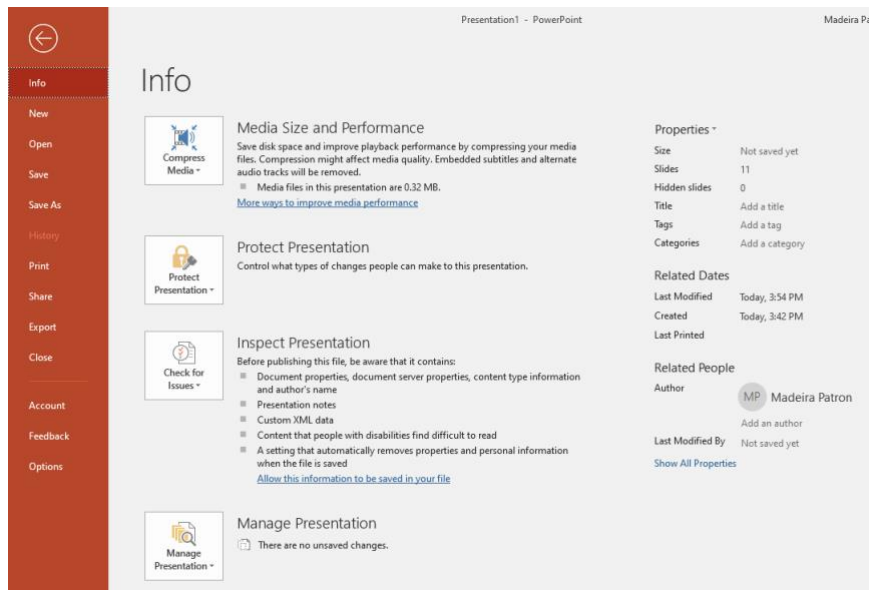 Presentation1 - PowerPoint
Madeira Pa
Info
New
Open
Save
Save As
History
Print
Share
Export
Close
Account
Feedback
Options
Info
Compress
Media
Media Size and Performance
Save disk space and improve playback performance by compressing your media
files. Compression might affect media quality. Embedded subtitles and alternate
audio tracks will be removed.
Media files in this presentation are 0.32 MB.
More ways to improve media performance
Protect
Presentation
Protect Presentation
Control what types of changes people can make to this presentation.
Check for
Issues
Inspect Presentation
Before publishing this file, be aware that it contains:
Document properties, document server properties, content type information
and author's name
Presentation notes
Custom XML data
Content that people with disabilities find difficult to read
A setting that automatically removes properties and personal information
when the file is saved
Allow this information to be saved in your file
Manage
Presentation
Manage Presentation
There are no unsaved changes.
Properties
Size Not saved yet
Slides 11
Hidden slides 0
Title Add a title
Tags Add a tag
Categories Add a category
Related Dates
Last Modified Today, 3:54 PM
Created Today, 3:42 PM
Last Printed
Related People
Author MP Madeira Patron
Add an author
Last Modified By Not saved yet
Show All Properties